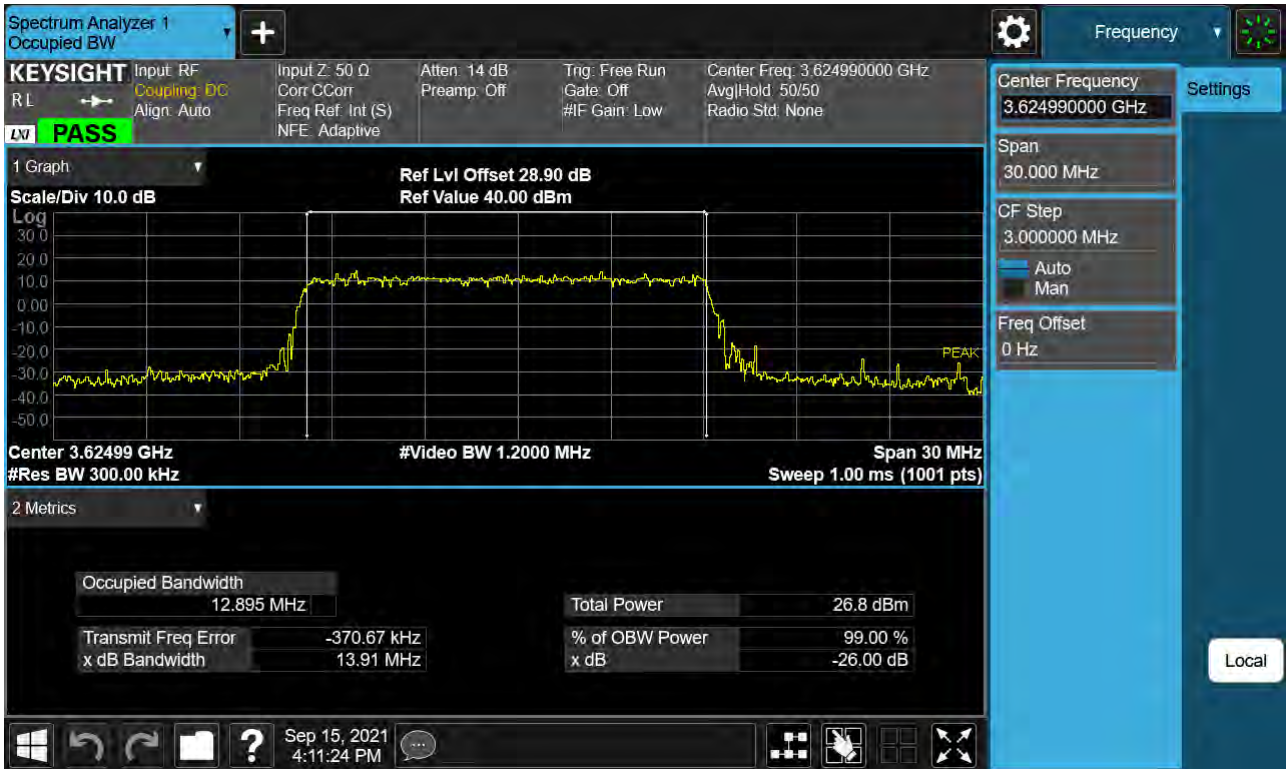 Spectrum Analyzer 1
Occupied BW
+
Frequency
KEYSIGHT
RL
LXI
PASS
Input: RF
Coupling: DC
Align: Auto
Input Z: 50 Ω
Corr CCorr
Freq Ref: Int (S)
NFE: Adaptive
Atten: 14 dB
Preamp: Off
Trig: Free Run
Gate: Off
#IF Gain: Low
Center Freq: 3.624990000 GHz
Avg|Hold: 50/50
Radio Std: None
Center Frequency
3.624990000 GHz
Settings
Span
30.000 MHz
CF Step
3.000000 MHz
Auto
Man
Freq Offset
0 Hz
Local
1 Graph
Scale/Div 10.0 dB
Ref Lvl Offset 28.90 dB
Ref Value 40.00 dBm
Log
30.0
20.0
10.0
0.00
-10.0
-20.0
-30.0
-40.0
-50.0
PEAK
Center 3.62499 GHz
#Video BW 1.2000 MHz
Span 30 MHz
#Res BW 300.00 kHz
Sweep 1.00 ms (1001 pts)
2 Metrics
Occupied Bandwidth
12.895 MHz
Total Power 26.8 dBm
Transmit Freq Error -370.67 kHz
% of OBW Power 99.00 %
x dB Bandwidth 13.91 MHz
x dB -26.00 dB
?
Sep 15, 2021
4:11:24 PM